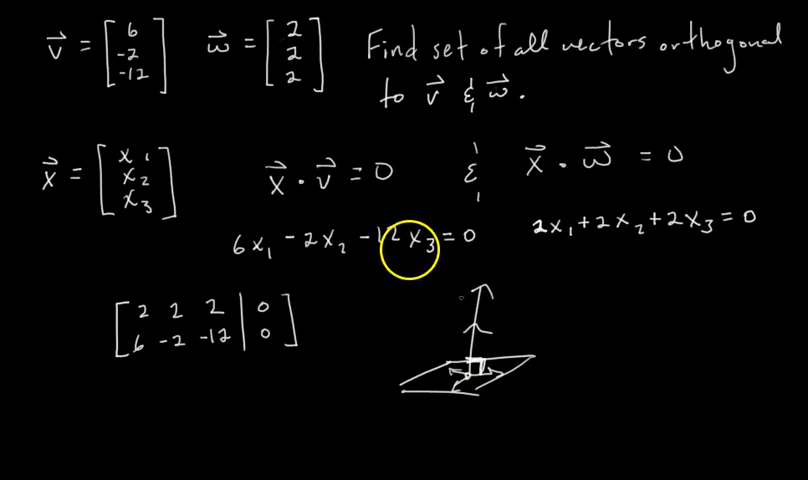 v⃗ = [6 -2 -12] w⃗ = [2 2 2] Find set of all vectors orthogonal
to v⃗ & w⃗.
x⃗ = [x₁ x₂ x₃] x⃗ · v⃗ = 0 & x⃗ · w⃗ = 0
6x₁ - 2x₂ - 12x₃ = 0 2x₁ + 2x₂ + 2x₃ = 0
[2 2 2 | 0
6 -2 -12 | 0]